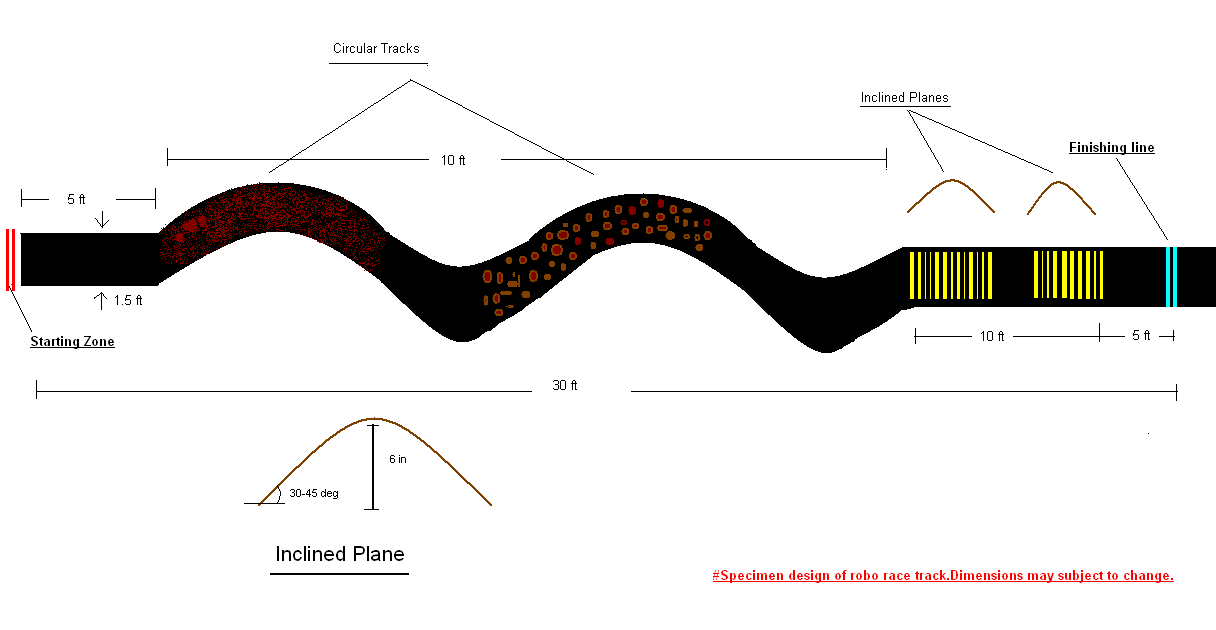 Circular Tracks
Inclined Planes
Finishing line
10 ft
5 ft
1.5 ft
Starting Zone
10 ft
5 ft
30 ft
6 in
30-45 deg
Inclined Plane
#Specimen design of robo race track.Dimensions may subject to change.